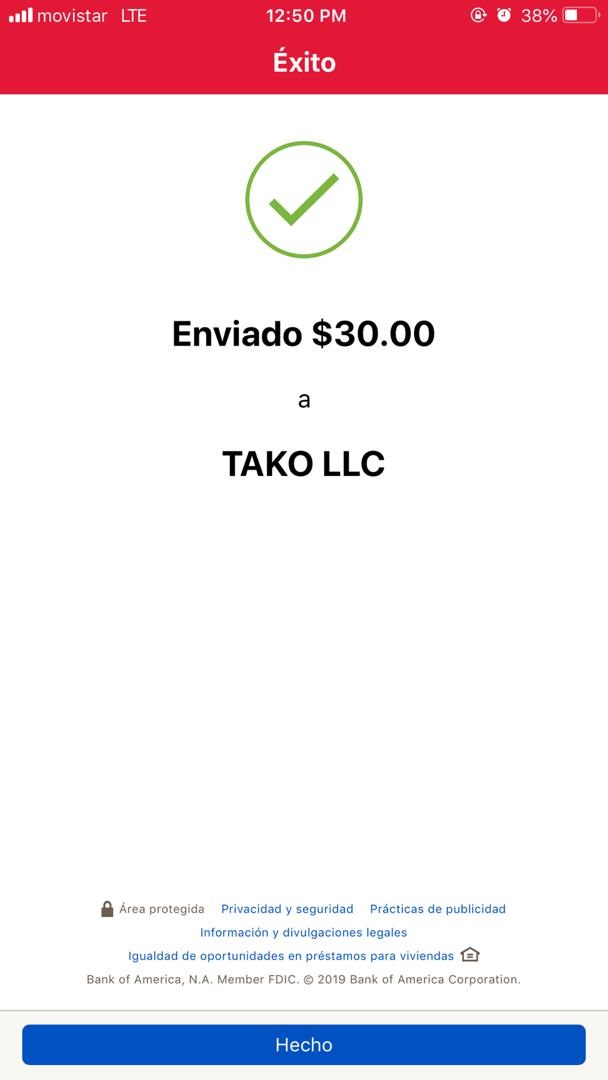 movistar LTE 12:50 PM 38%
Éxito
Enviado $30.00
a
TAKO LLC
Área protegida Privacidad y seguridad Prácticas de publicidad
Información y divulgaciones legales
Igualdad de oportunidades en préstamos para viviendas
Bank of America, N.A. Member FDIC. © 2019 Bank of America Corporation.
Hecho